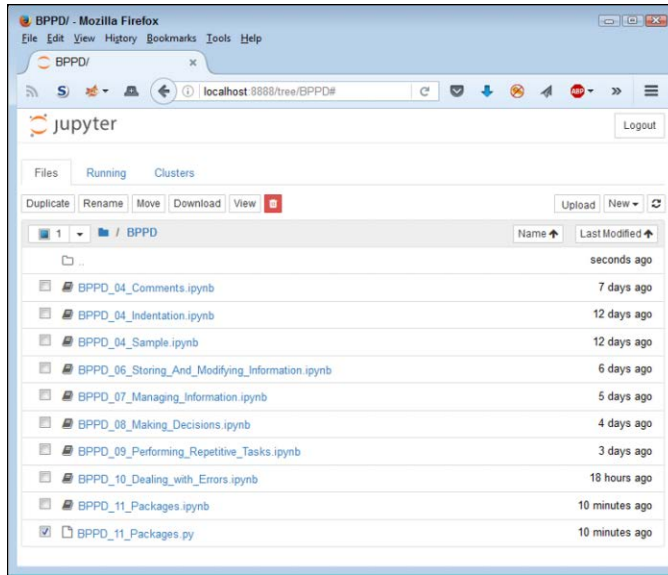 BPPD/ - Mozilla Firefox
File Edit View History Bookmarks Tools Help
BPPD/ ×
localhost:8888/tree/BPPD#
jupyter Logout
Files Running Clusters
Duplicate Rename Move Download View Upload New
1 / BPPD Name Last Modified
.. seconds ago
BPPD_04_Comments.ipynb 7 days ago
BPPD_04_Indentation.ipynb 12 days ago
BPPD_04_Sample.ipynb 12 days ago
BPPD_06_Storing_And_Modifying_Information.ipynb 6 days ago
BPPD_07_Managing_Information.ipynb 5 days ago
BPPD_08_Making_Decisions.ipynb 4 days ago
BPPD_09_Performing_Repetitive_Tasks.ipynb 3 days ago
BPPD_10_Dealing_with_Errors.ipynb 18 hours ago
BPPD_11_Packages.ipynb 10 minutes ago
BPPD_11_Packages.py 10 minutes ago